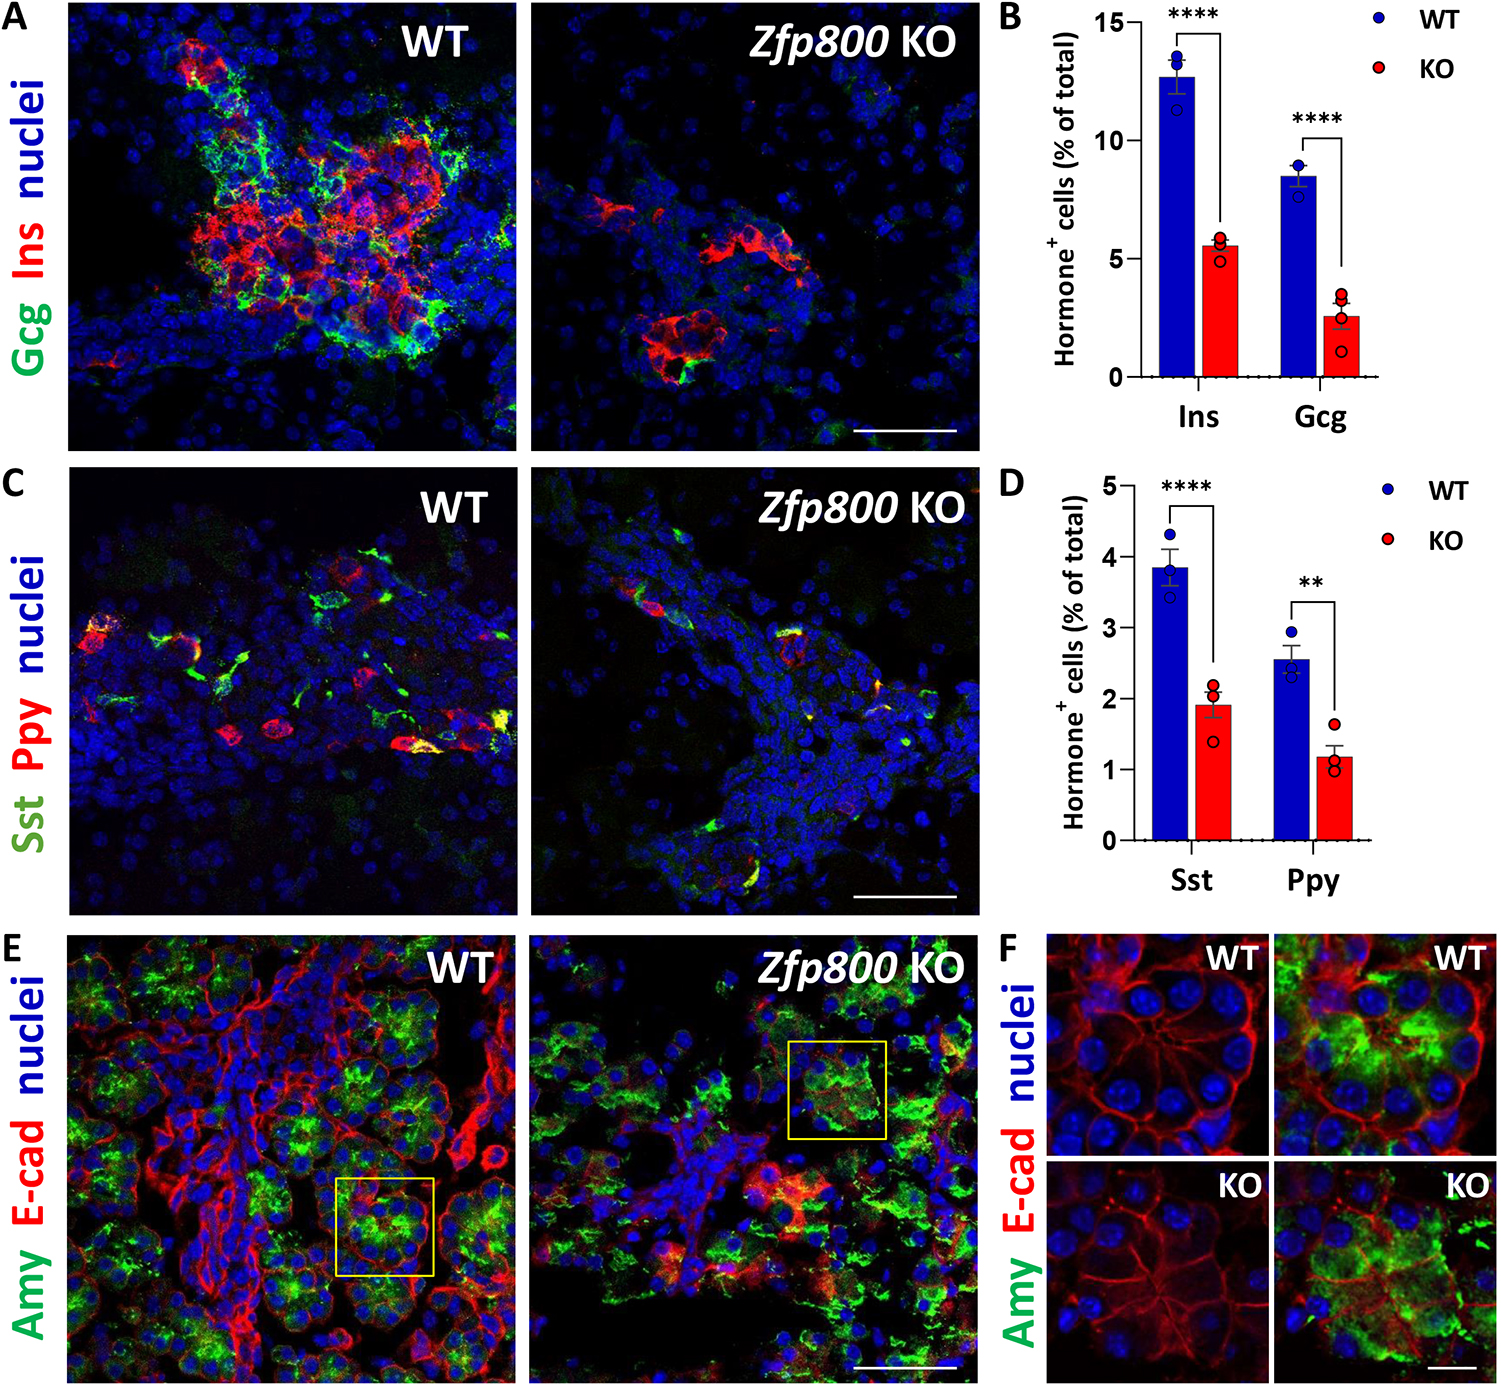 A
Gcg Ins nuclei
WT
Zfp800 KO
B
Hormone+ cells (% of total)
15
10
5
0
****
****
WT
KO
Ins
Gcg
C
Sst Ppy nuclei
WT
Zfp800 KO
D
Hormone+ cells (% of total)
5
4
3
2
1
0
****
**
WT
KO
Sst
Ppy
E
Amy E-cad nuclei
WT
Zfp800 KO
F
Amy E-cad nuclei
WT
WT
KO
KO